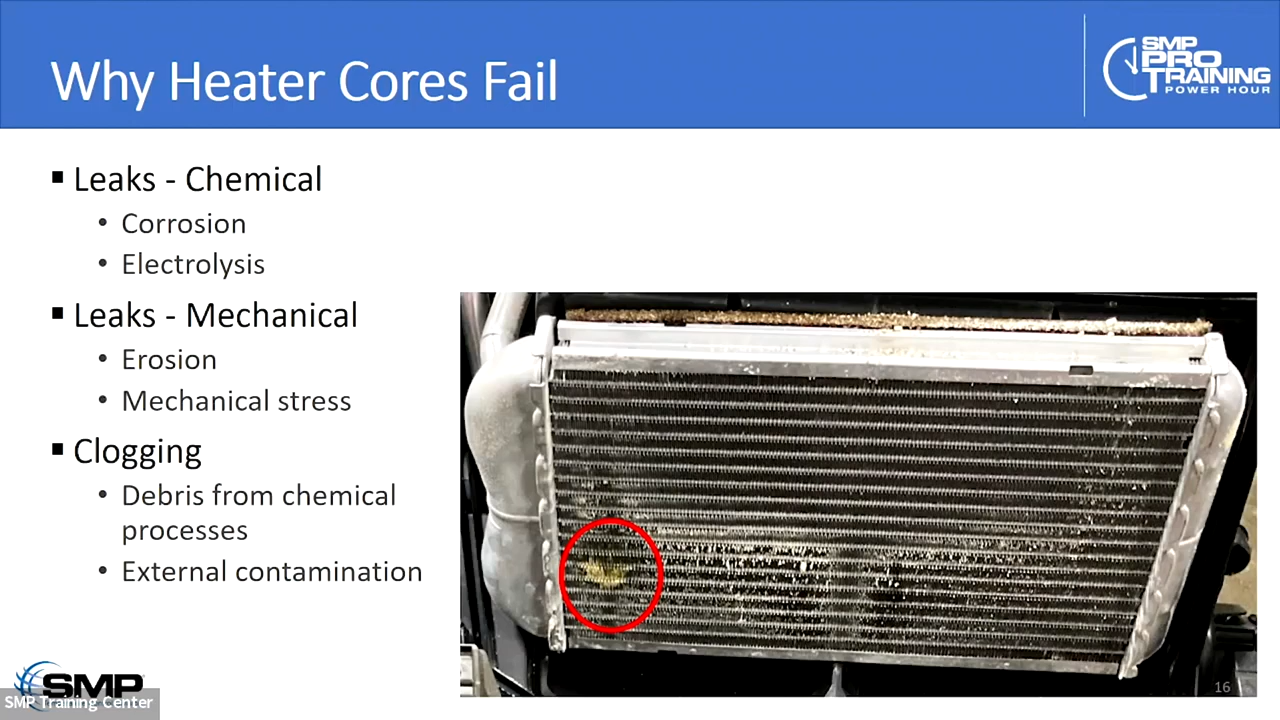 Why Heater Cores Fail
SMP
PRO
TRAINING
POWER HOUR
▪ Leaks - Chemical
• Corrosion
• Electrolysis
▪ Leaks - Mechanical
• Erosion
• Mechanical stress
▪ Clogging
• Debris from chemical
processes
• External contamination
SMP
SMP Training Center
16